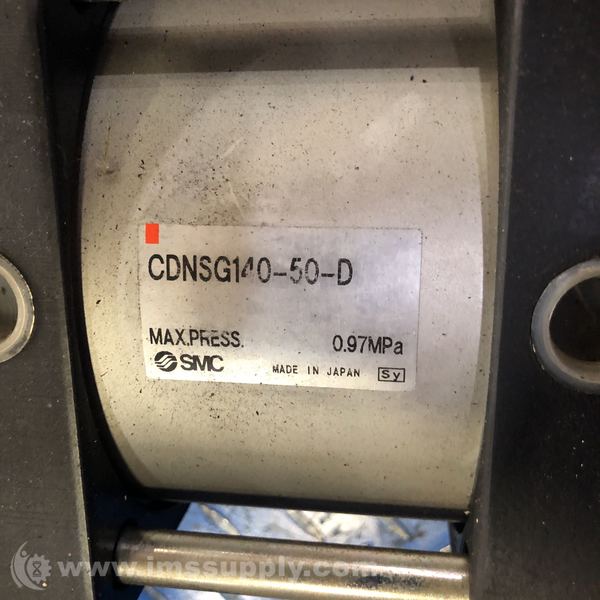 CDNSG140-50-D
MAX.PRESS. 0.97MPa
SMC MADE IN JAPAN Sy
www.imssupply.com